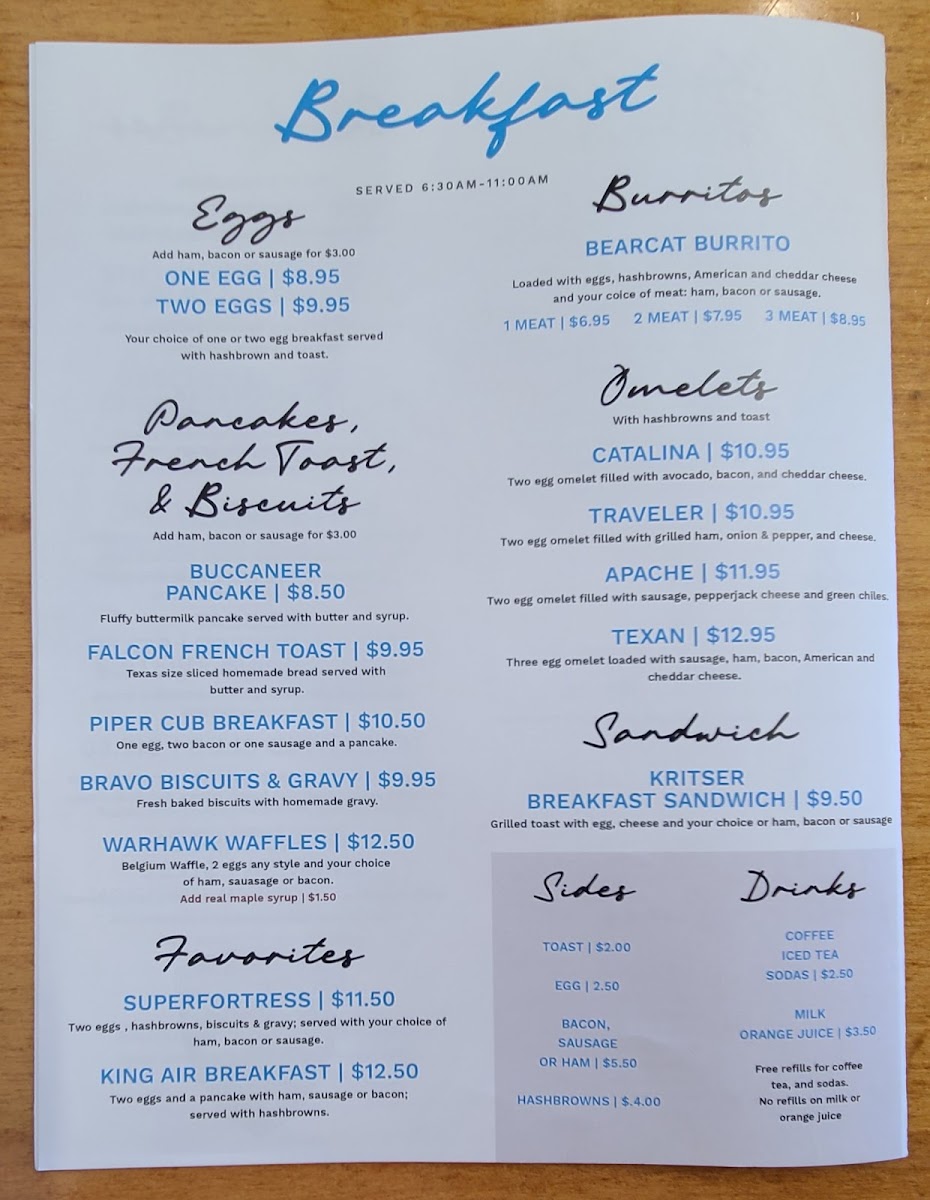 Breakfast
SERVED 6:30AM-11:00AM
Eggs
Add ham, bacon or sausage for $3.00
ONE EGG | $8.95
TWO EGGS | $9.95
Your choice of one or two egg breakfast served
with hashbrown and toast.
Pancakes,
French Toast,
& Biscuits
Add ham, bacon or sausage for $3.00
BUCCANEER
PANCAKE | $8.50
Fluffy buttermilk pancake served with butter and syrup.
FALCON FRENCH TOAST | $9.95
Texas size sliced homemade bread served with
butter and syrup.
PIPER CUB BREAKFAST | $10.50
One egg, two bacon or one sausage and a pancake.
BRAVO BISCUITS & GRAVY | $9.95
Fresh baked biscuits with homemade gravy.
WARHAWK WAFFLES | $12.50
Belgium Waffle, 2 eggs any style and your choice
of ham, sauasage or bacon.
Add real maple syrup | $1.50
Favorites
SUPERFORTRESS | $11.50
Two eggs , hashbrowns, biscuits & gravy; served with your choice of
ham, bacon or sausage.
KING AIR BREAKFAST | $12.50
Two eggs and a pancake with ham, sausage or bacon;
served with hashbrowns.
Burritos
BEARCAT BURRITO
Loaded with eggs, hashbrowns, American and cheddar cheese
and your coice of meat: ham, bacon or sausage.
1 MEAT | $6.95 2 MEAT | $7.95 3 MEAT | $8.95
Omelets
With hashbrowns and toast
CATALINA | $10.95
Two egg omelet filled with avocado, bacon, and cheddar cheese.
TRAVELER | $10.95
Two egg omelet filled with grilled ham, onion & pepper, and cheese.
APACHE | $11.95
Two egg omelet filled with sausage, pepperjack cheese and green chiles.
TEXAN | $12.95
Three egg omelet loaded with sausage, ham, bacon, American and
cheddar cheese.
Sandwich
KRITSER
BREAKFAST SANDWICH | $9.50
Grilled toast with egg, cheese and your choice or ham, bacon or sausage
Sides
TOAST | $2.00
EGG | 2.50
BACON,
SAUSAGE
OR HAM | $5.50
HASHBROWNS | $.4.00
Drinks
COFFEE
ICED TEA
SODAS | $2.50
MILK
ORANGE JUICE | $3.50
Free refills for coffee
tea, and sodas.
No refills on milk or
orange juice